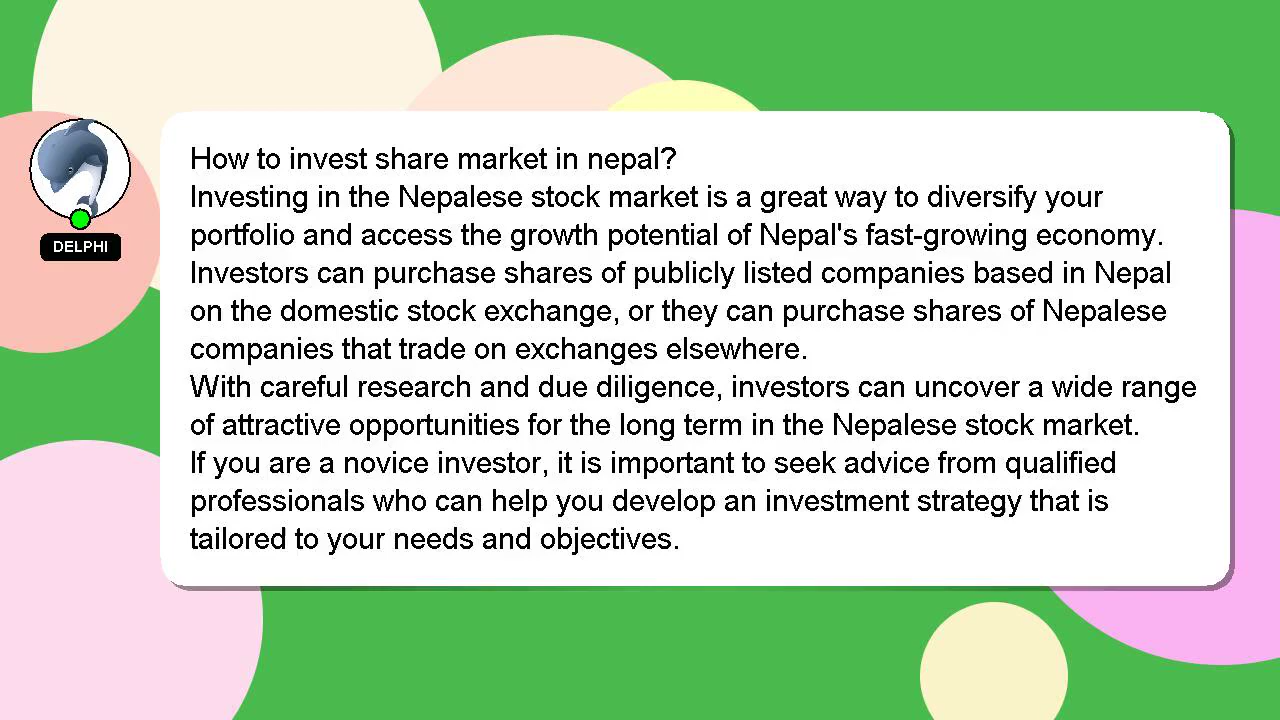 DELPHI
How to invest share market in nepal?
Investing in the Nepalese stock market is a great way to diversify your
portfolio and access the growth potential of Nepal's fast-growing economy.
Investors can purchase shares of publicly listed companies based in Nepal
on the domestic stock exchange, or they can purchase shares of Nepalese
companies that trade on exchanges elsewhere.
With careful research and due diligence, investors can uncover a wide range
of attractive opportunities for the long term in the Nepalese stock market.
If you are a novice investor, it is important to seek advice from qualified
professionals who can help you develop an investment strategy that is
tailored to your needs and objectives.